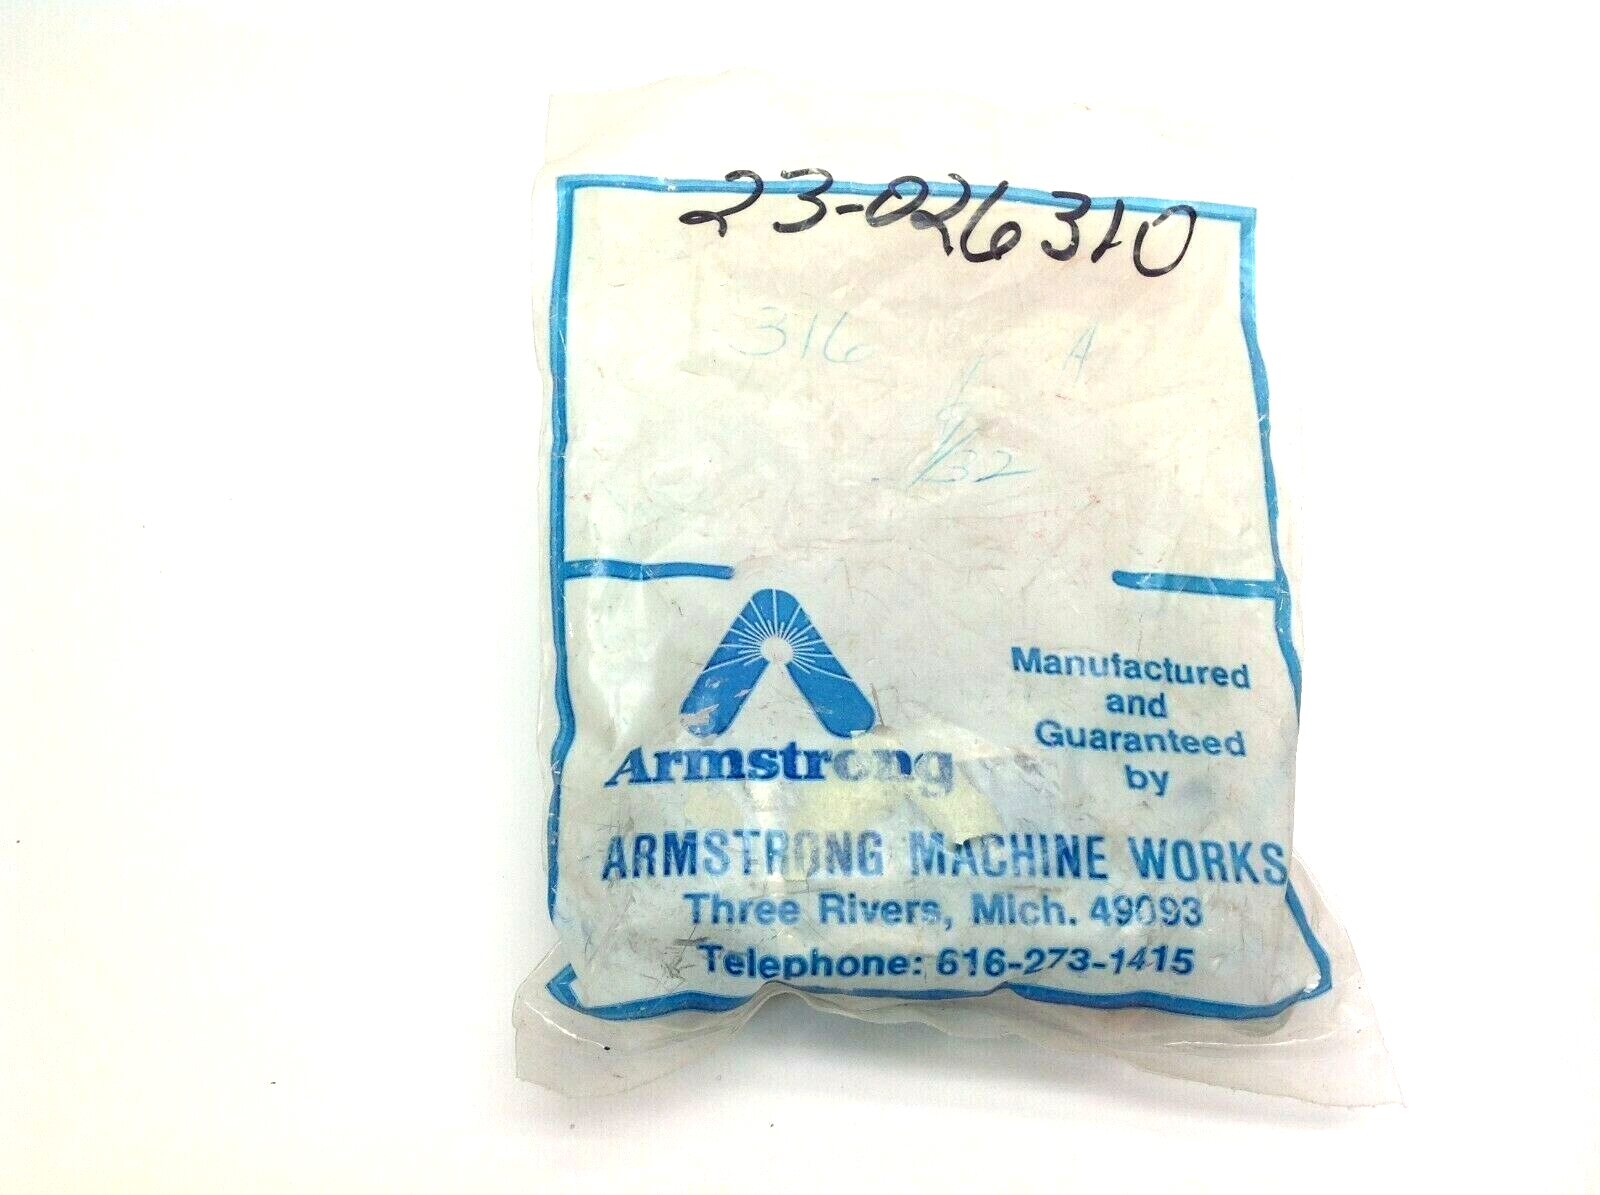 23-026310
316 A
9/32
Armstrong
Manufactured
and
Guaranteed
by
ARMSTRONG MACHINE WORKS
Three Rivers, Mich. 49093
Telephone: 616-273-1415